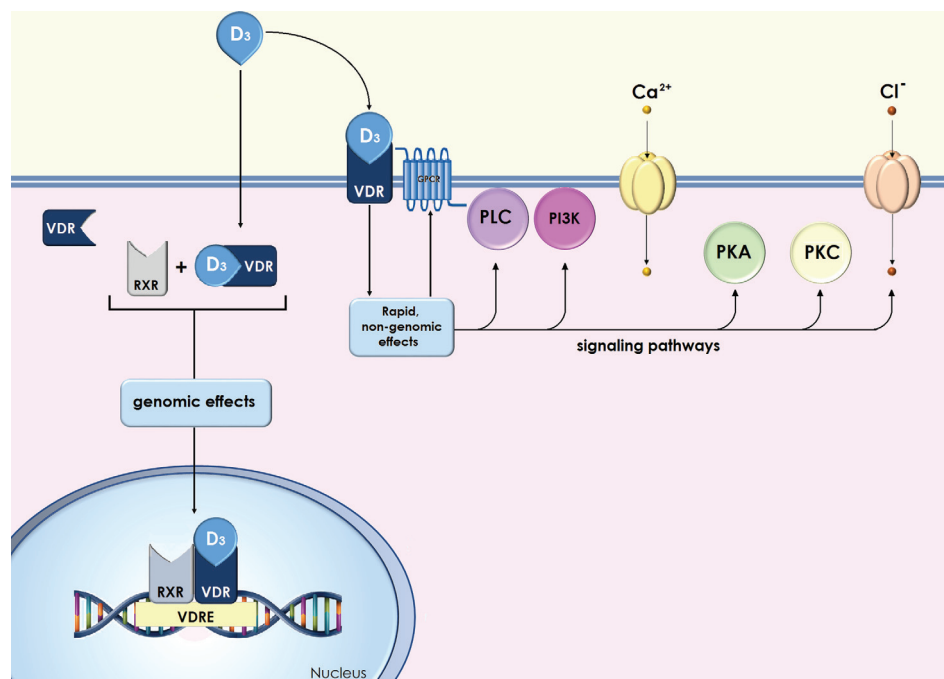 D₃
Ca²⁺
Cl⁻
D₃
VDR
GPCR
PLC
PI3K
VDR
RXR
+
D₃
VDR
PKA
PKC
Rapid,
non-genomic
effects
signaling pathways
genomic effects
D₃
RXR
VDR
VDRE
Nucleus